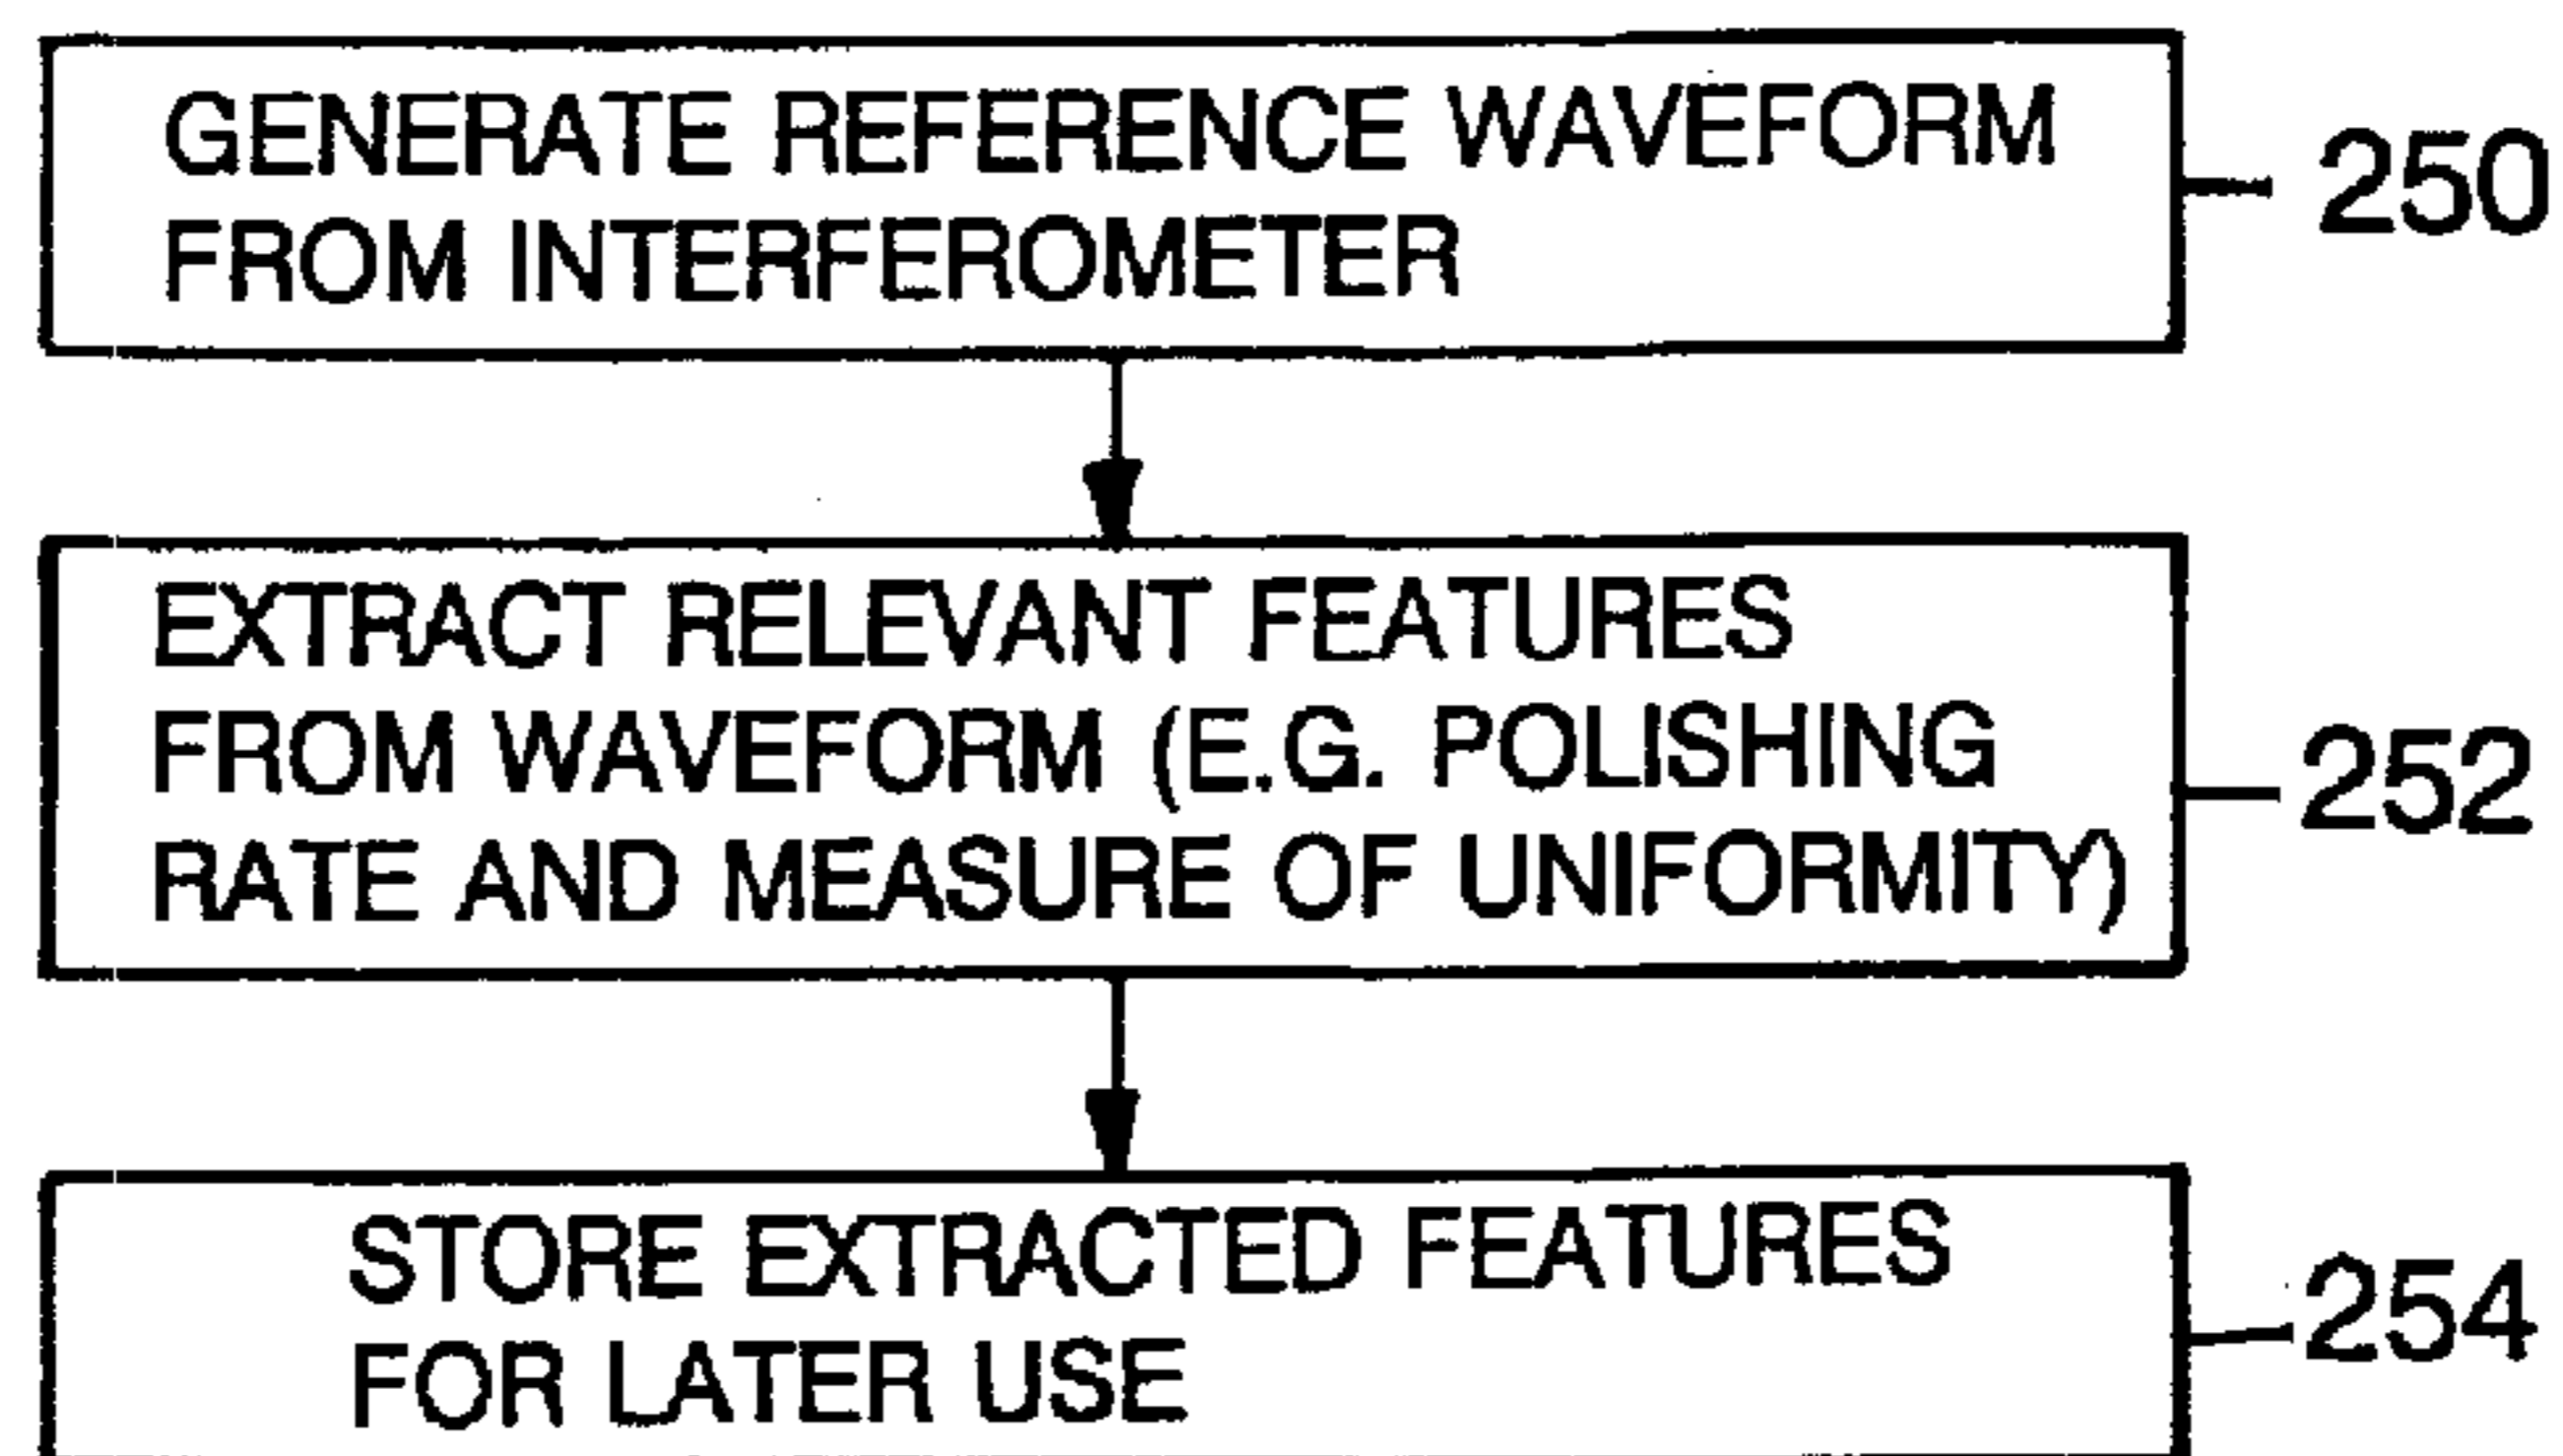 GENERATE REFERENCE WAVEFORM
FROM INTERFEROMETER
250
EXTRACT RELEVANT FEATURES
FROM WAVEFORM (E.G. POLISHING
RATE AND MEASURE OF UNIFORMITY)
252
STORE EXTRACTED FEATURES
FOR LATER USE
254